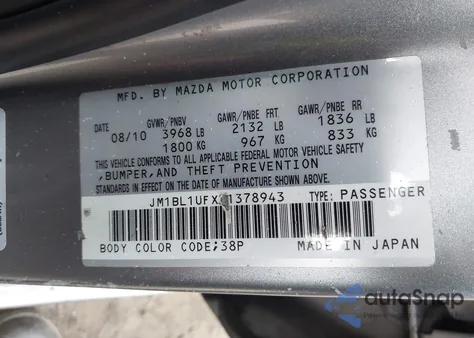 MFD. BY MAZDA MOTOR CORPORATION
GVWR/PNBV GAWR/PNBE FRT GAWR/PNBE RR
DATE 08/10 3968 LB 2132 LB 1836 LB
1800 KG 967 KG 833 KG
THIS VEHICLE CONFORMS TO ALL APPLICABLE FEDERAL MOTOR VEHICLE SAFETY
,BUMPER, AND THEFT PREVENTION
STANDARDS IN EFFECT ON THE DATE OF MANUFACTURE SHOWN ABOVE.
JM1BL1UFX 1378943 TYPE: PASSENGER
BODY COLOR CODE;38P MADE IN JAPAN
autoSnap